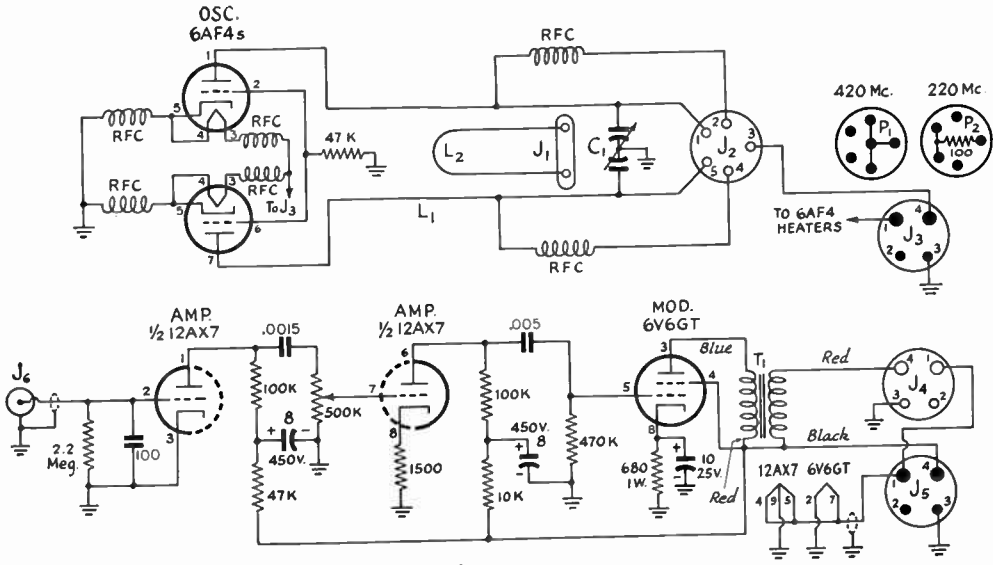 OSC.
6AF4s
1
2
5
4
3
RFC
RFC
47 K
RFC
RFC
4
3
5
6
7
To J3
L1
L2
J1
C1
RFC
RFC
2
1
3
J2
5
4
420 Mc.
P1
220 Mc.
P2
100
TO 6AF4
HEATERS
1
4
J3
2
3
J6
2.2
Meg.
100
AMP.
½ 12AX7
1
2
3
.0015
100K
500K
+ 8 -
450V.
47K
AMP.
½ 12AX7
6
7
8
1500
.005
100K
450V.
+ 8
-
10K
470K
MOD.
6V6GT
3
4
5
8
Blue
680
1W.
+
10
25V.
-
T1
Red
Red
Black
4
1
J4
3
2
12AX7 6V6GT
4 9 5
2 7
1
4
J5
2
3